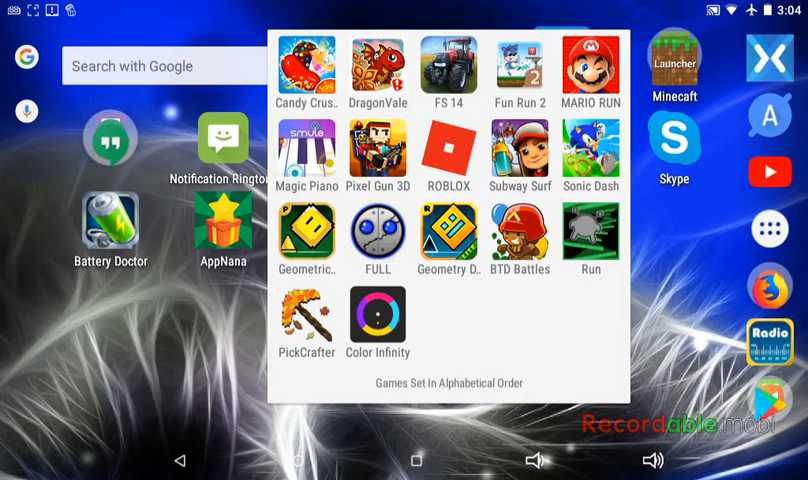 3:04
Search with Google
Candy Crus..
DragonVale
FS 14
Fun Run 2
MARIO RUN
Launcher
Minecaft
smule
Magic Piano
Pixel Gun 3D
ROBLOX
Subway Surf
Sonic Dash
Notification Rington
Skype
A
Geometric..
FULL
Geometry D..
BTD Battles
Run
Battery Doctor
AppNana
PickCrafter
Color Infinity
Radio
Games Set In Alphabetical Order
Recordable.mobi